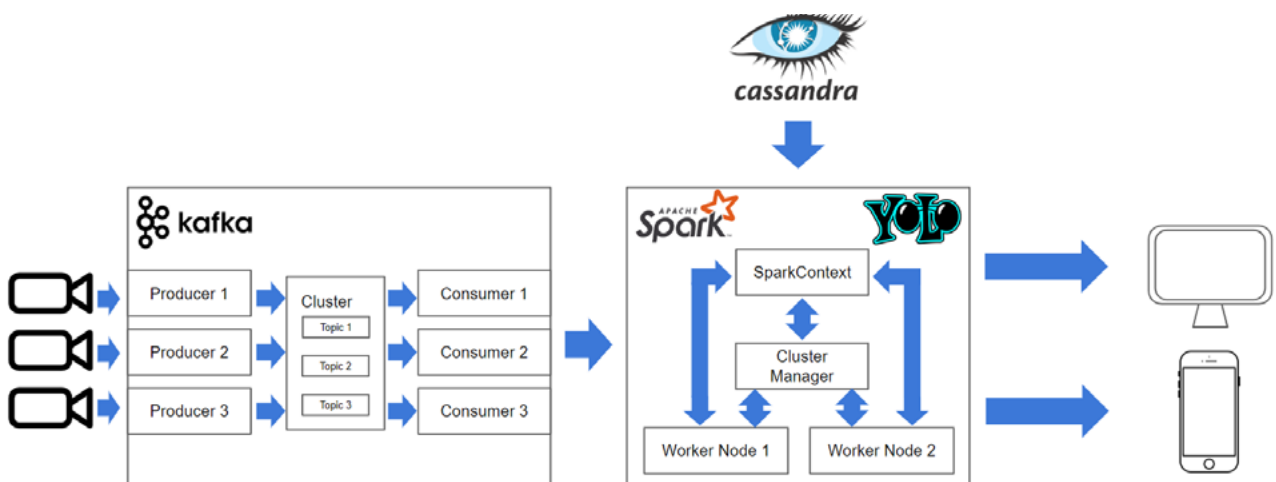 cassandra
kafka
Producer 1
Producer 2
Producer 3
Cluster
Topic 1
Topic 2
Topic 3
Consumer 1
Consumer 2
Consumer 3
APACHE
Spark
YOLO
SparkContext
Cluster
Manager
Worker Node 1
Worker Node 2